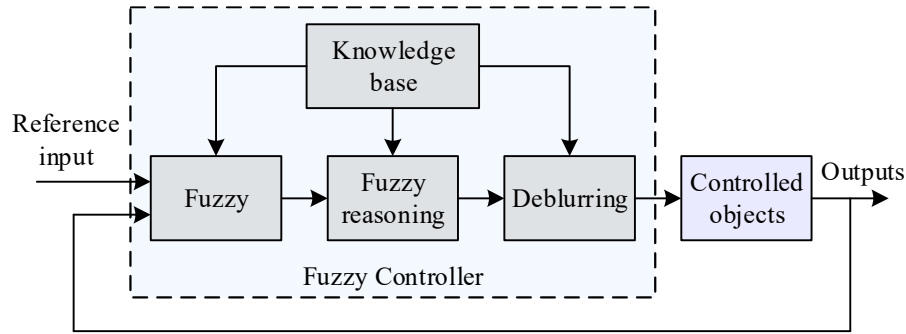 Knowledge
base
Reference
input
Fuzzy
Fuzzy
reasoning
Deblurring
Controlled
objects
Outputs
Fuzzy Controller